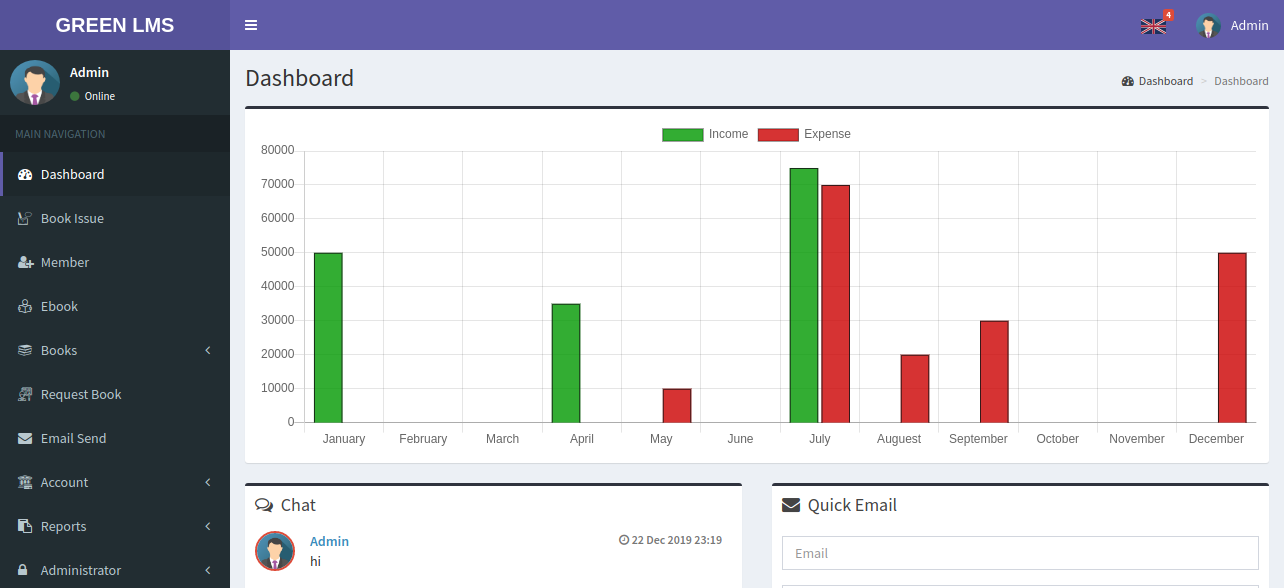 GREEN LMS
4
Admin
Admin
Online
MAIN NAVIGATION
Dashboard
Book Issue
Member
Ebook
Books
Request Book
Email Send
Account
Reports
Administrator
Dashboard
Dashboard > Dashboard
Income Expense
80000
70000
60000
50000
40000
30000
20000
10000
0
January February March April May June July Auguest September October November December
Chat
Admin
22 Dec 2019 23:19
hi
Quick Email
Email